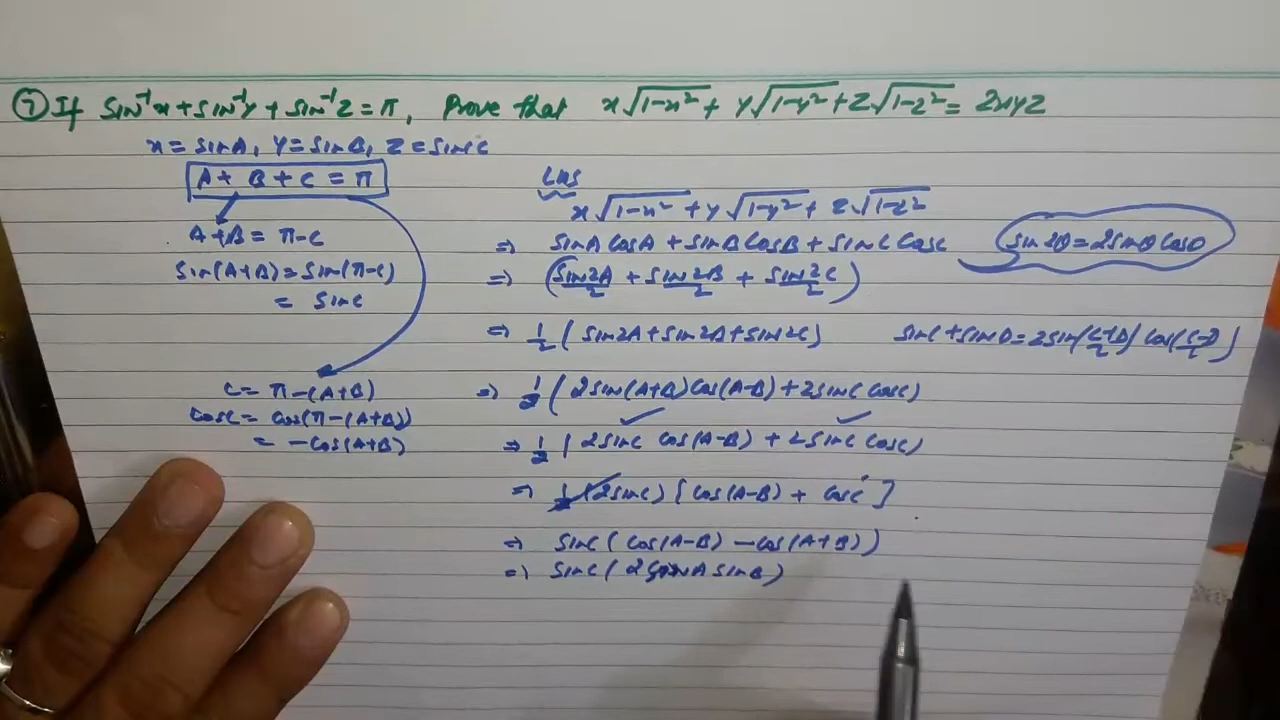 ⑦ If sin⁻¹x + sin⁻¹y + sin⁻¹z = π, Prove that x√1-x² + y√1-y² + z√1-z² = 2xyz
x = sinA, y = sinB, z = sinC
A + B + C = π
A+B = π-C
sin(A+B) = sin(π-C)
= sinC
C = π-(A+B)
cosC = cos(π-(A+B))
= -cos(A+B)
LHS
x√1-x² + y√1-y² + z√1-z²
⇒ sinA cosA + sinB cosB + sinC cosC
sin2θ = 2sinθ cosθ
⇒ (sin2A/2 + sin2B/2 + sin2C/2)
⇒ 1/2 (sin2A + sin2B + sin2C)
sinC + sinD = 2sin(C+D/2) cos(C-D/2)
⇒ 1/2 (2sin(A+B)cos(A-B) + 2sinC cosC)
⇒ 1/2 (2sinC cos(A-B) + 2sinC cosC)
⇒ 1/2 (2sinC) [cos(A-B) + cosC]
⇒ sinC (cos(A-B) - cos(A+B))
⇒ sinC (2sinA sinB)